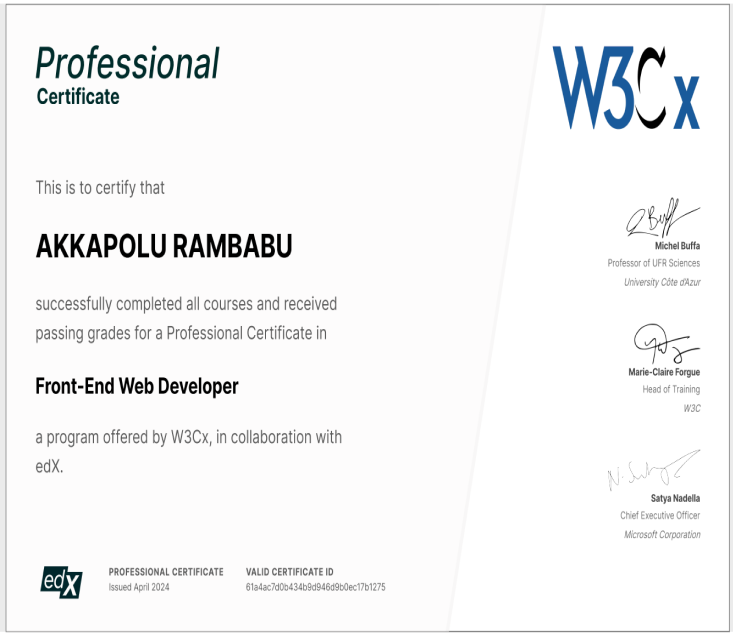 Professional
Certificate
W3Cx
This is to certify that
AKKAPOLU RAMBABU
successfully completed all courses and received
passing grades for a Professional Certificate in
Front-End Web Developer
a program offered by W3Cx, in collaboration with
edX.
Michel Buffa
Professor of UFR Sciences
University Côte d'Azur
Marie-Claire Forgue
Head of Training
W3C
Satya Nadella
Chief Executive Officer
Microsoft Corporation
edX
PROFESSIONAL CERTIFICATE
Issued April 2024
VALID CERTIFICATE ID
61a4ac7d0b434b9d946d9b0ec17b1275